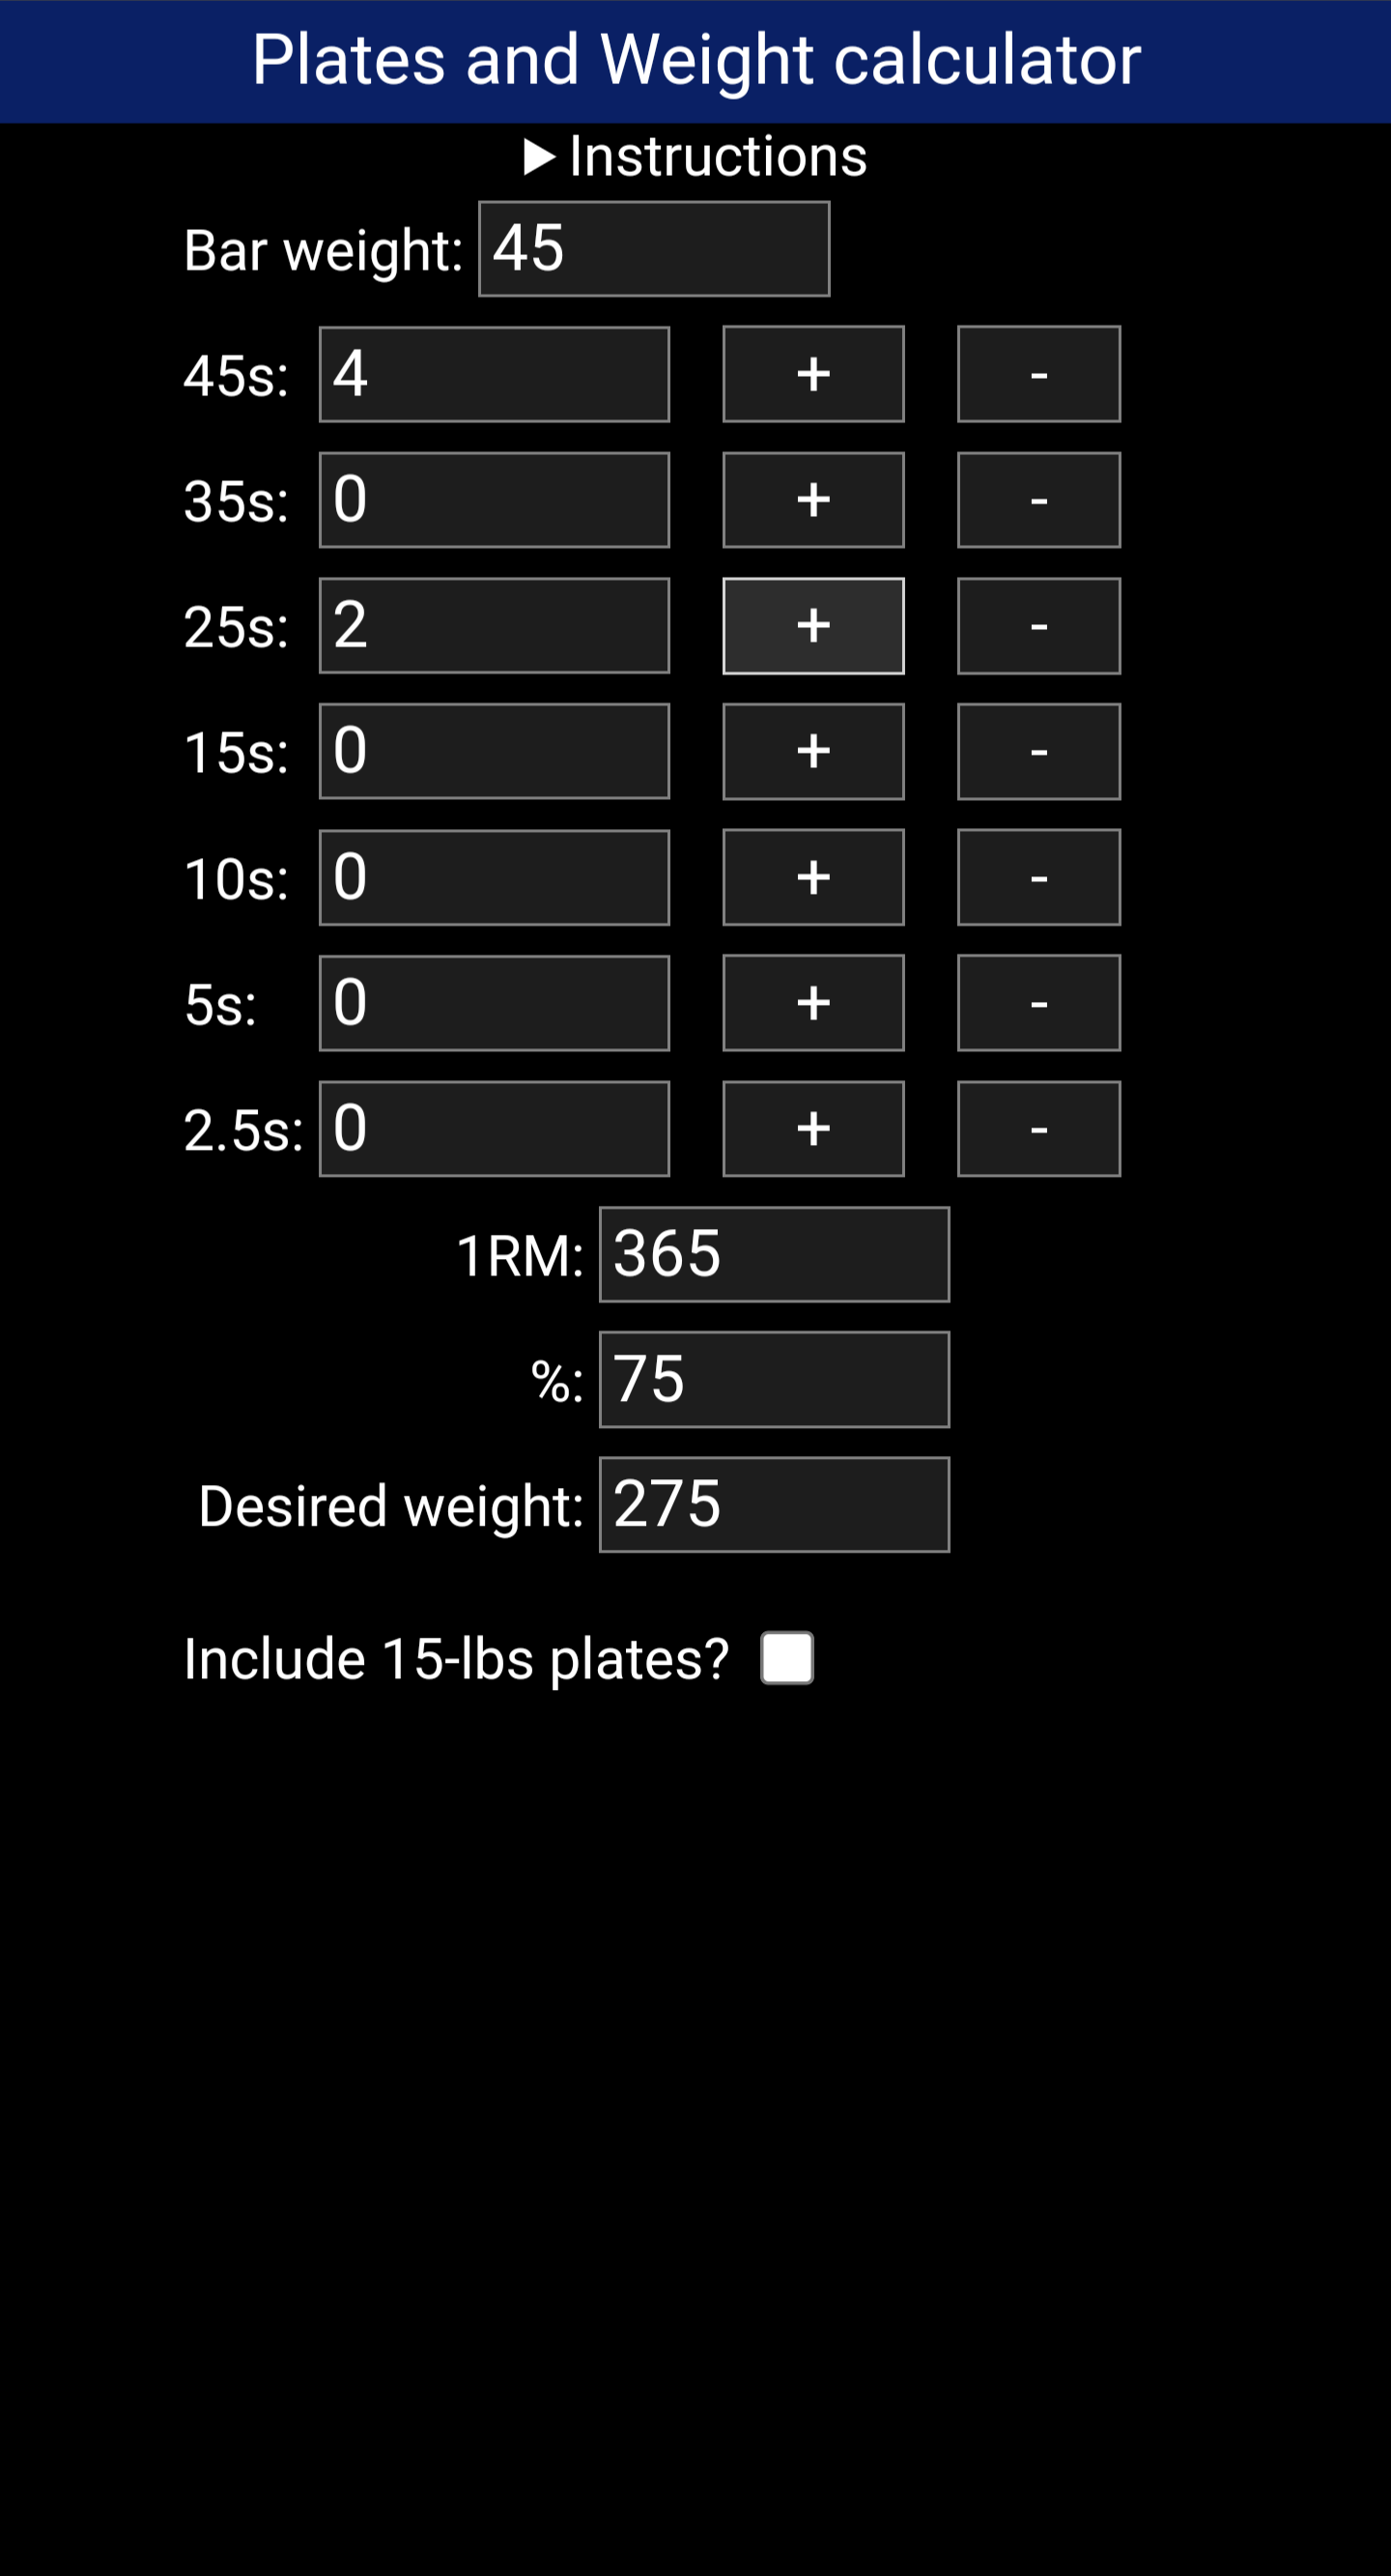 Plates and Weight calculator
▶ Instructions
Bar weight: 45
45s: 4 + -
35s: 0 + -
25s: 2 + -
15s: 0 + -
10s: 0 + -
5s: 0 + -
2.5s: 0 + -
1RM: 365
%: 75
Desired weight: 275
Include 15-lbs plates?